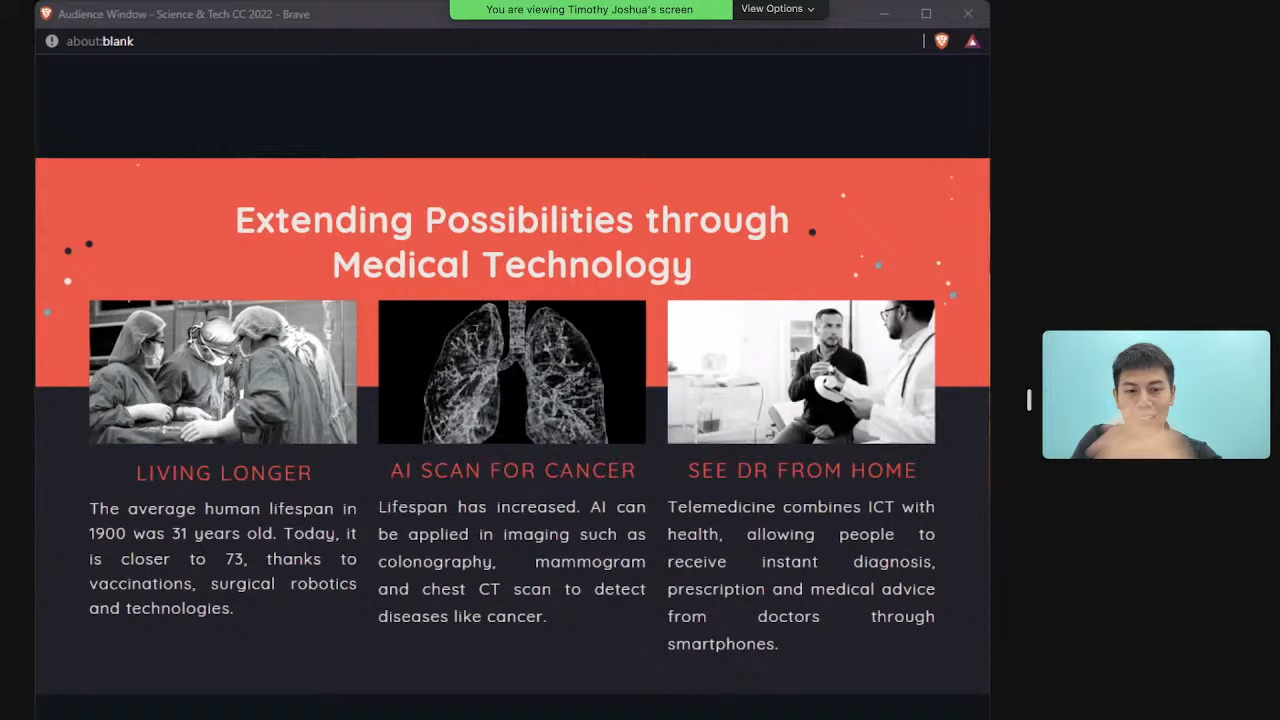 Audience Window - Science & Tech CC 2022 - Brave
You are viewing Timothy Joshua's screen
View Options
about:blank
Extending Possibilities through
Medical Technology
LIVING LONGER
The average human lifespan in
1900 was 31 years old. Today, it
is closer to 73, thanks to
vaccinations, surgical robotics
and technologies.
AI SCAN FOR CANCER
Lifespan has increased. AI can
be applied in imaging such as
colonography, mammogram
and chest CT scan to detect
diseases like cancer.
SEE DR FROM HOME
Telemedicine combines ICT with
health, allowing people to
receive instant diagnosis,
prescription and medical advice
from doctors through
smartphones.